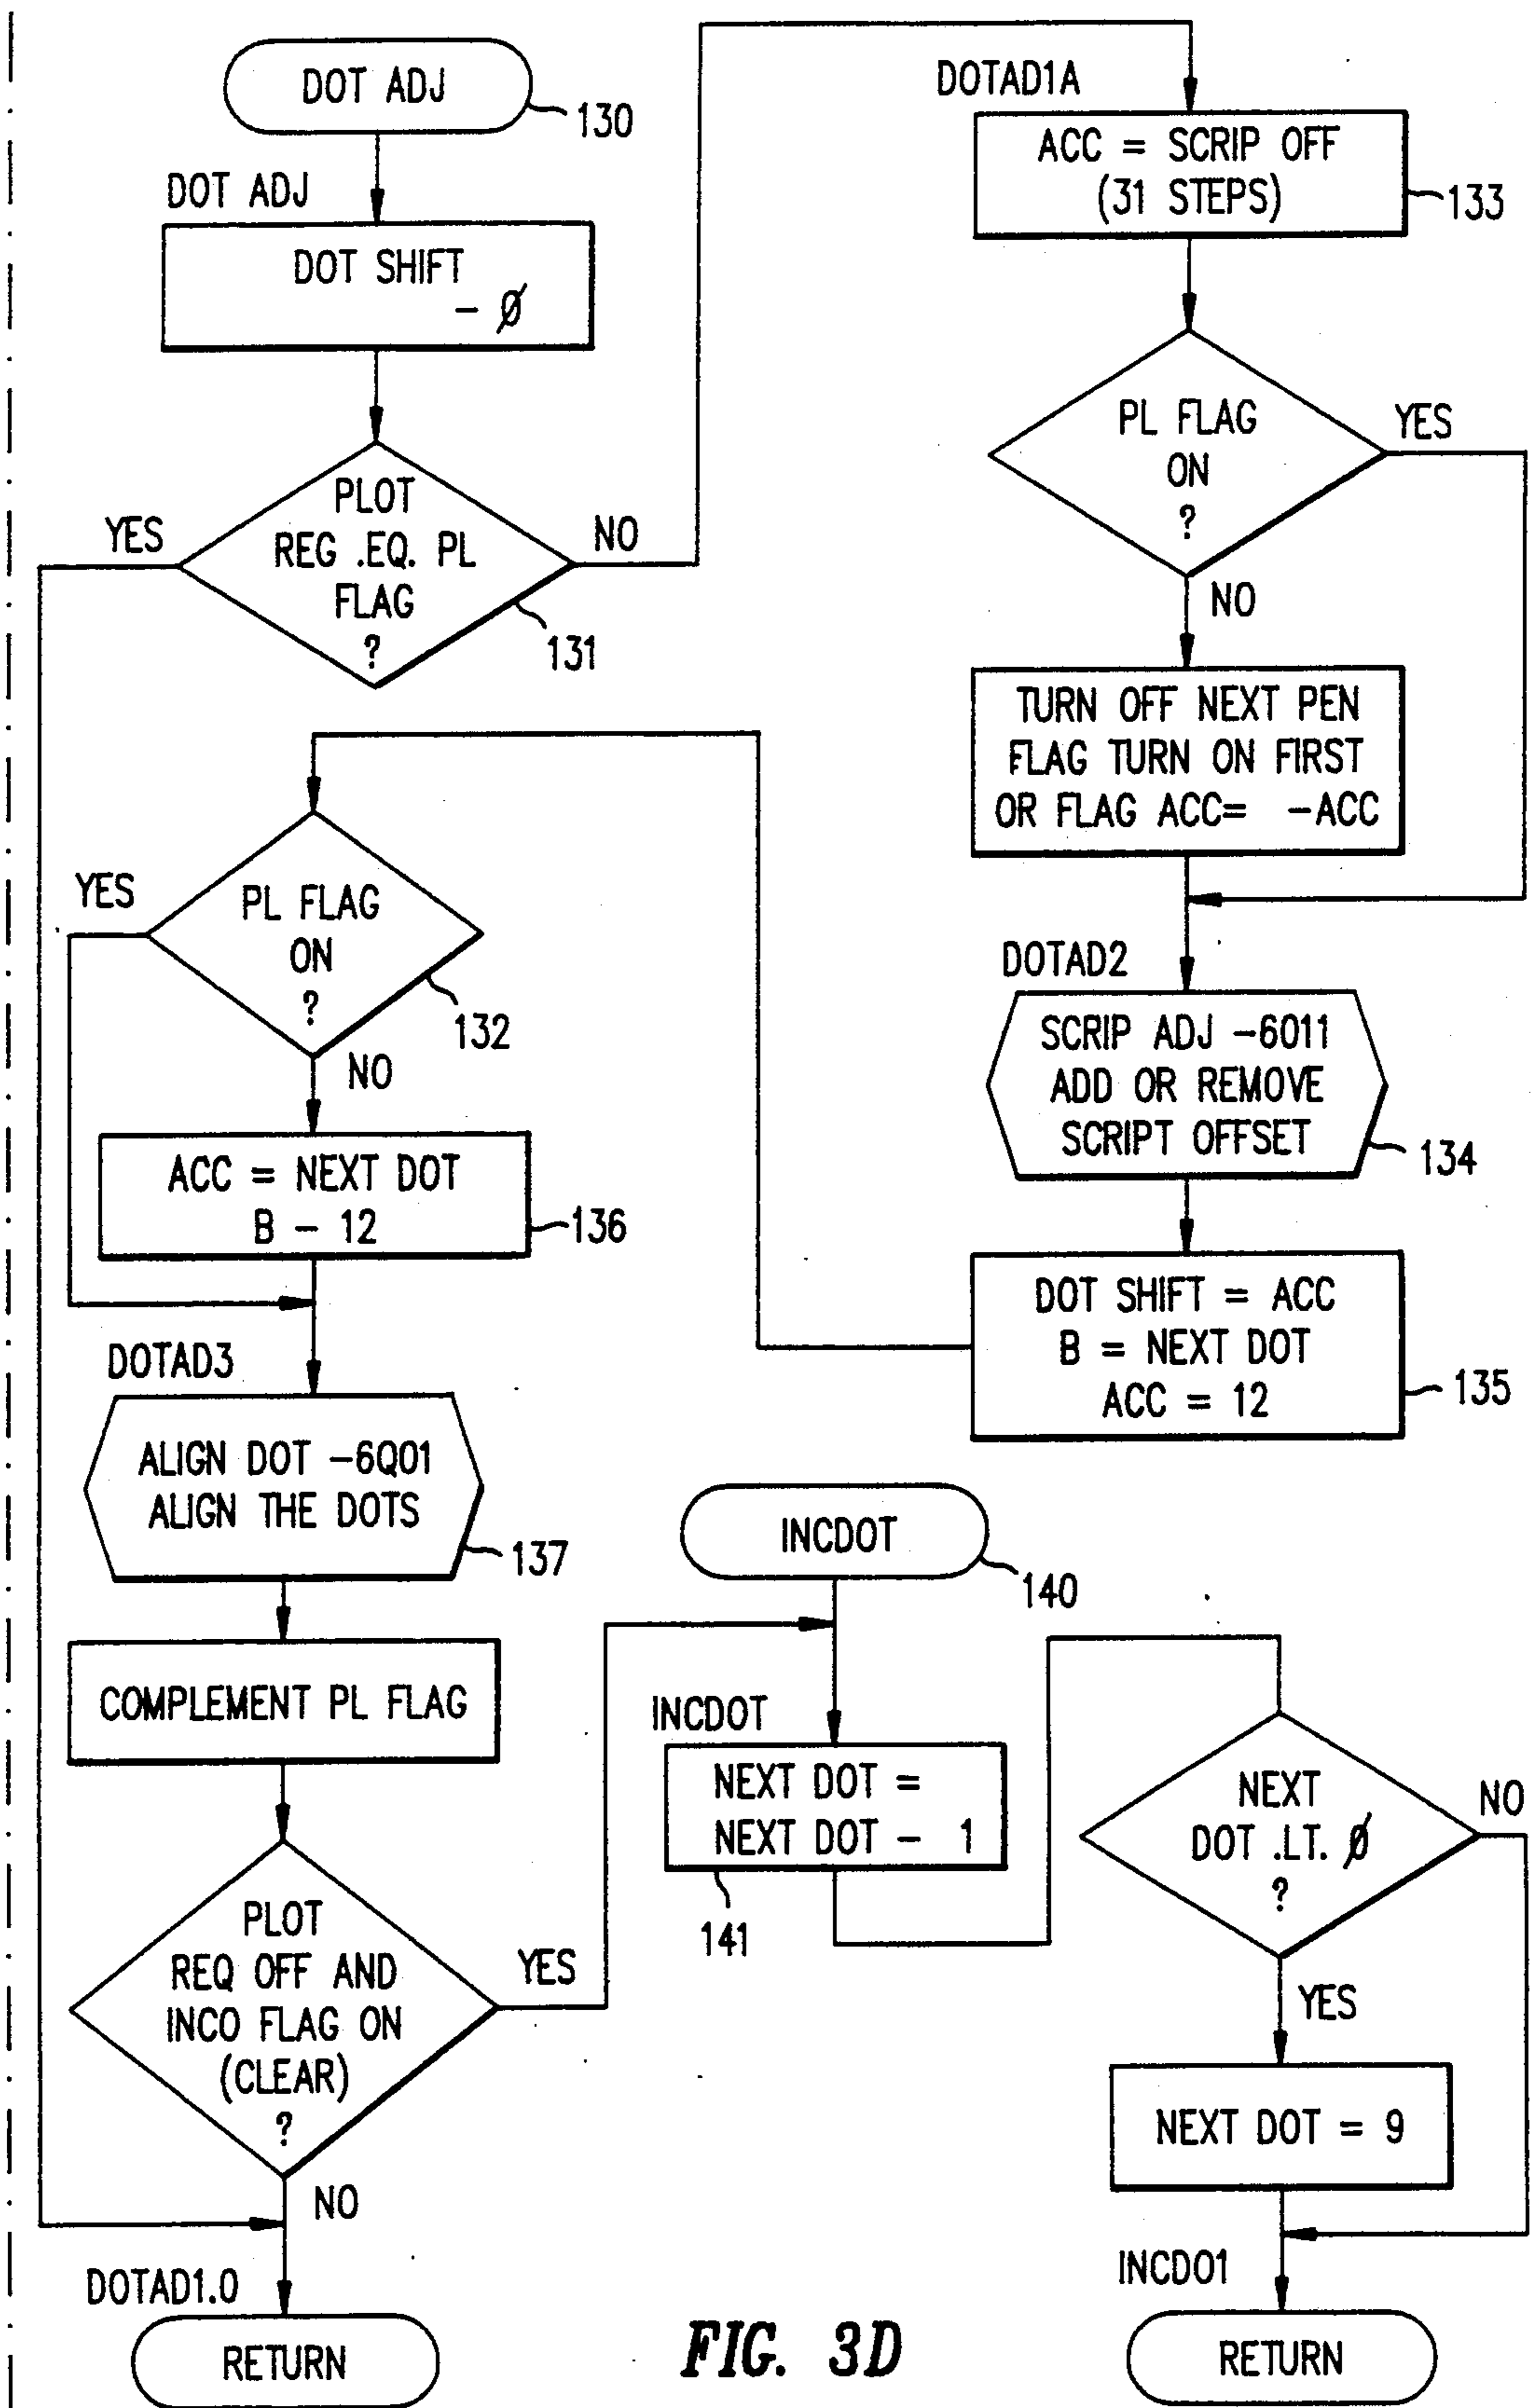 DOT ADJ
130
DOT ADJ
DOT SHIFT
- Ø
PLOT
REG .EQ. PL
FLAG
?
YES
NO
131
DOTAD1A
ACC = SCRIP OFF
(31 STEPS)
133
PL FLAG
ON
?
YES
NO
TURN OFF NEXT PEN
FLAG TURN ON FIRST
OR FLAG ACC= -ACC
DOTAD2
SCRIP ADJ -6011
ADD OR REMOVE
SCRIPT OFFSET
134
DOT SHIFT = ACC
B = NEXT DOT
ACC = 12
135
PL FLAG
ON
?
YES
132
NO
ACC = NEXT DOT
B - 12
136
DOTAD3
ALIGN DOT -6Q01
ALIGN THE DOTS
137
COMPLEMENT PL FLAG
PLOT
REQ OFF AND
INCO FLAG ON
(CLEAR)
?
YES
NO
DOTAD1.0
RETURN
INCDOT
140
INCDOT
NEXT DOT =
NEXT DOT - 1
141
NEXT
DOT .LT. Ø
?
NO
YES
NEXT DOT = 9
INCDO1
RETURN
FIG. 3D